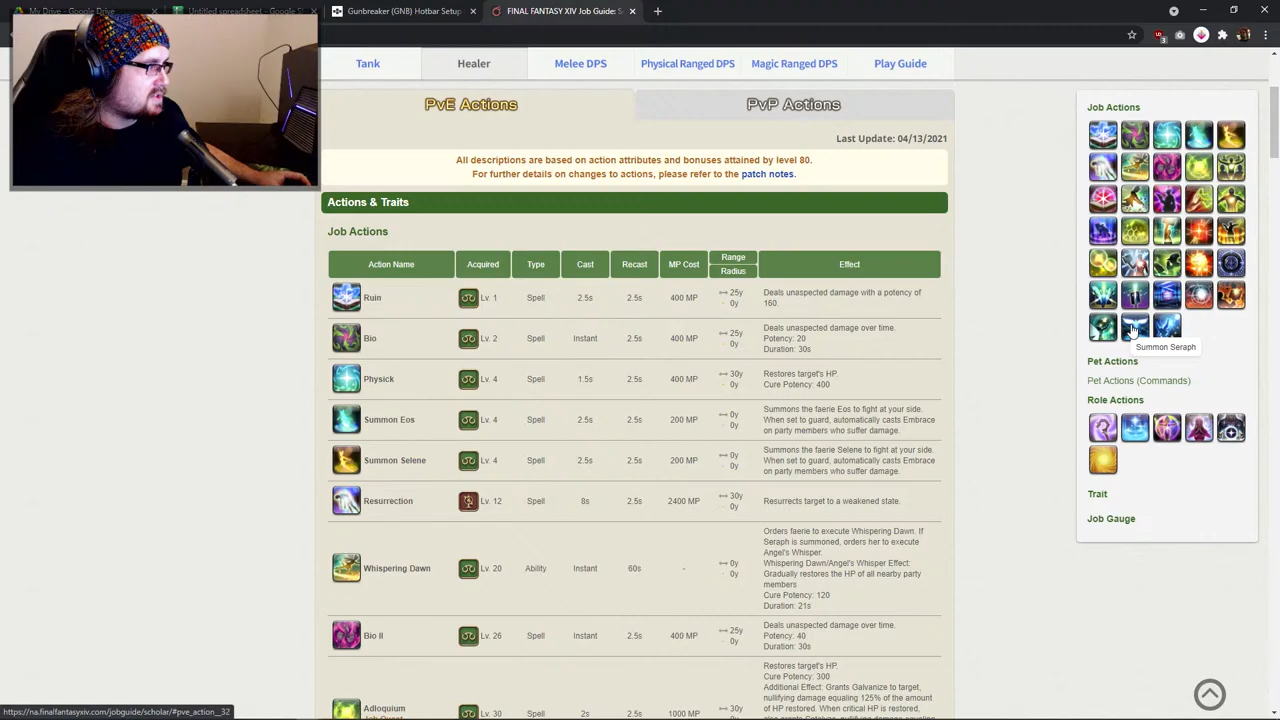 My Drive - Google Drive
Untitled spreadsheet - Google S
Gunbreaker (GNB) Hotbar Setup
FINAL FANTASY XIV Job Guide: S
Tank
Healer
Melee DPS
Physical Ranged DPS
Magic Ranged DPS
Play Guide
PvE Actions
PvP Actions
Last Update: 04/13/2021
All descriptions are based on action attributes and bonuses attained by level 80.
For further details on changes to actions, please refer to the patch notes.
Actions & Traits
Job Actions
Action Name Acquired Type Cast Recast MP Cost Range Radius Effect
Ruin Lv. 1 Spell 2.5s 2.5s 400 MP 25y 0y Deals unaspected damage with a potency of
160.
Bio Lv. 2 Spell Instant 2.5s 400 MP 25y 0y Deals unaspected damage over time.
Potency: 20
Duration: 30s
Physick Lv. 4 Spell 1.5s 2.5s 400 MP 30y 0y Restores target's HP.
Cure Potency: 400
Summon Eos Lv. 4 Spell 2.5s 2.5s 200 MP 0y 0y Summons the faerie Eos to fight at your side.
When set to guard, automatically casts Embrace
on party members who suffer damage.
Summon Selene Lv. 4 Spell 2.5s 2.5s 200 MP 0y 0y Summons the faerie Selene to fight at your side.
When set to guard, automatically casts Embrace
on party members who suffer damage.
Resurrection Lv. 12 Spell 8s 2.5s 2400 MP 30y 0y Resurrects target to a weakened state.
Whispering Dawn Lv. 20 Ability Instant 60s - 0y 0y Orders faerie to execute Whispering Dawn. If
Seraph is summoned, orders her to execute
Angel's Whisper.
Whispering Dawn/Angel's Whisper Effect:
Gradually restores the HP of all nearby party
members
Cure Potency: 120
Duration: 21s
Bio II Lv. 26 Spell Instant 2.5s 400 MP 25y 0y Deals unaspected damage over time.
Potency: 40
Duration: 30s
Adloquium Lv. 30 Spell 2s 2.5s 1000 MP 30y 0y Restores target's HP.
Cure Potency: 300
Additional Effect: Grants Galvanize to target,
nullifying damage equaling 125% of the amount
of HP restored. When critical HP is restored,
Job Actions
Summon Seraph
Pet Actions
Pet Actions (Commands)
Role Actions
Trait
Job Gauge
https://na.finalfantasyxiv.com/jobguide/scholar/#pve_action__32